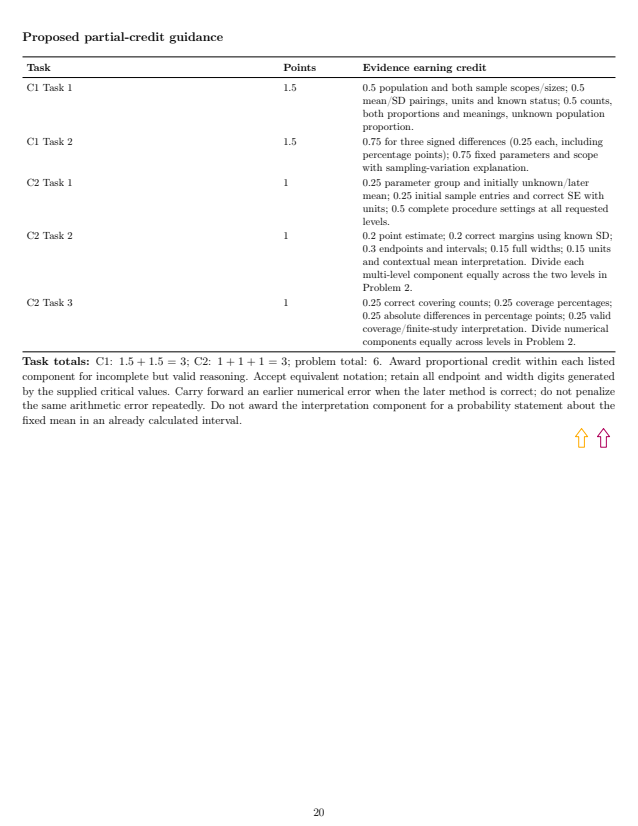 Proposed partial-credit guidance
Task Points Evidence earning credit
C1 Task 1 1.5 0.5 population and both sample scopes/sizes; 0.5
mean/SD pairings, units and known status; 0.5 counts,
both proportions and meanings, unknown population
proportion.
C1 Task 2 1.5 0.75 for three signed differences (0.25 each, including
percentage points); 0.75 fixed parameters and scope
with sampling-variation explanation.
C2 Task 1 1 0.25 parameter group and initially unknown/later
mean; 0.25 initial sample entries and correct SE with
units; 0.5 complete procedure settings at all requested
levels.
C2 Task 2 1 0.2 point estimate; 0.2 correct margins using known SD;
0.3 endpoints and intervals; 0.15 full widths; 0.15 units
and contextual mean interpretation. Divide each
multi-level component equally across the two levels in
Problem 2.
C2 Task 3 1 0.25 correct covering counts; 0.25 coverage percentages;
0.25 absolute differences in percentage points; 0.25 valid
coverage/finite-study interpretation. Divide numerical
components equally across levels in Problem 2.
Task totals: C1: 1.5 + 1.5 = 3; C2: 1 + 1 + 1 = 3; problem total: 6. Award proportional credit within each listed
component for incomplete but valid reasoning. Accept equivalent notation; retain all endpoint and width digits generated
by the supplied critical values. Carry forward an earlier numerical error when the later method is correct; do not penalize
the same arithmetic error repeatedly. Do not award the interpretation component for a probability statement about the
fixed mean in an already calculated interval.
20